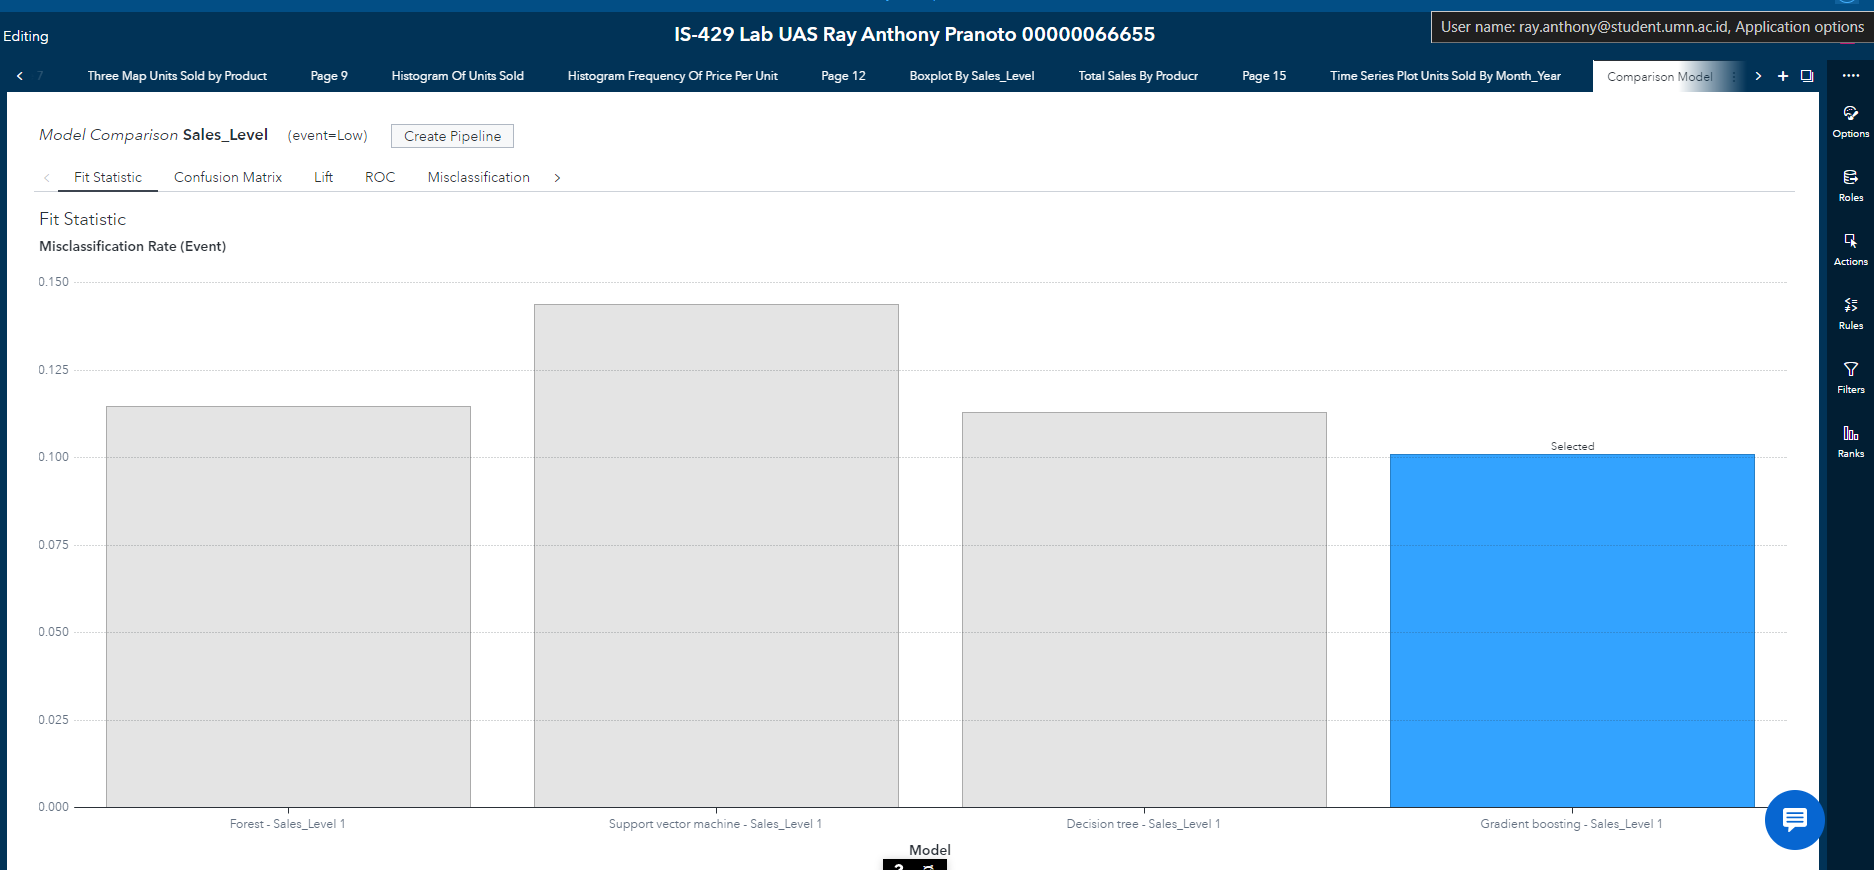 IS-429 Lab UAS Ray Anthony Pranoto 00000066655
User name: ray.anthony@student.umn.ac.id, Application options
Editing
7
Three Map Units Sold by Product
Page 9
Histogram Of Units Sold
Histogram Frequency Of Price Per Unit
Page 12
Boxplot By Sales_Level
Total Sales By Producr
Page 15
Time Series Plot Units Sold By Month_Year
Comparison Model
Model Comparison Sales_Level (event=Low)
Create Pipeline
Fit Statistic
Confusion Matrix
Lift
ROC
Misclassification
Fit Statistic
Misclassification Rate (Event)
0.150
0.125
0.100
0.075
0.050
0.025
0.000
Selected
Forest - Sales_Level 1
Support vector machine - Sales_Level 1
Decision tree - Sales_Level 1
Gradient boosting - Sales_Level 1
Model
Options
Roles
Actions
Rules
Filters
Ranks